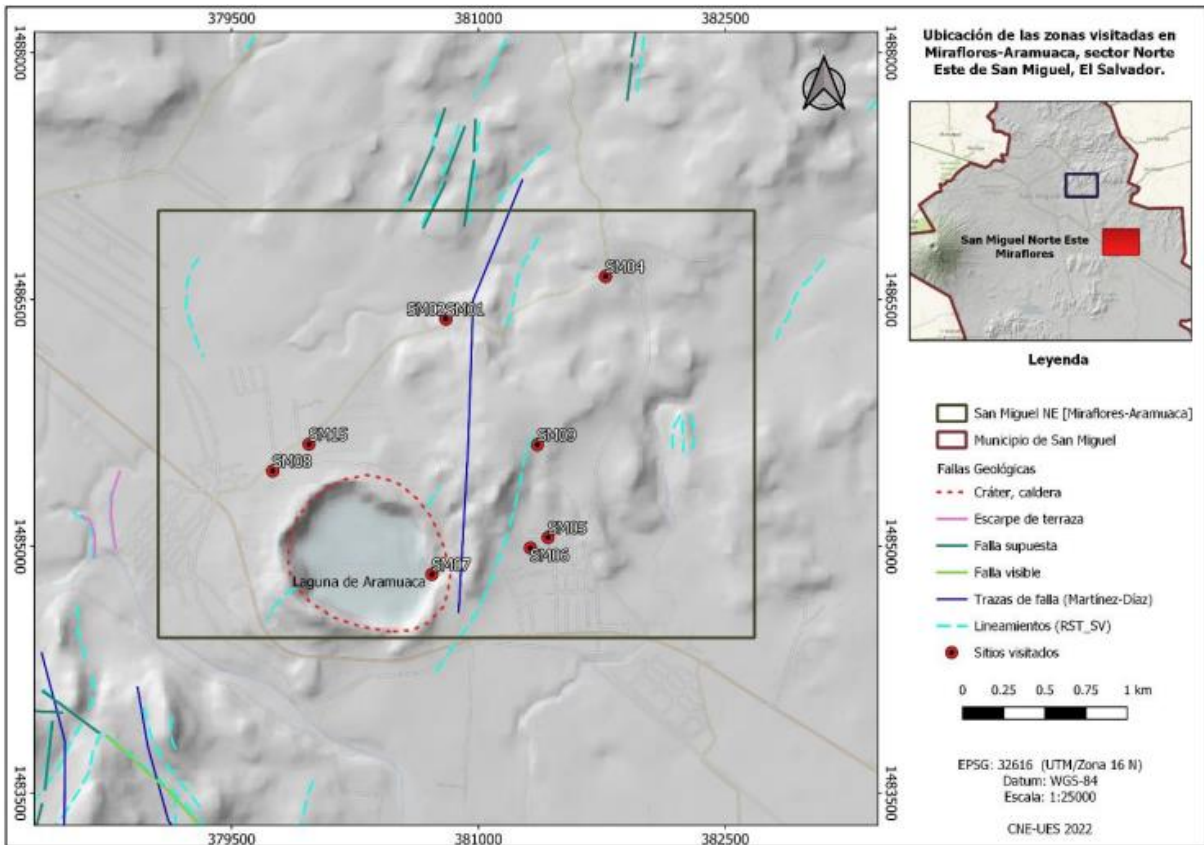 379500 381000 382500
1488000
1488000
SM04
1486500
1486500
SM02SM01
SM15
SM09
SM08
SM05
1485000
1485000
SM06
SM07
Laguna de Aramuaca
1483500
1483500
379500 381000 382500
Ubicación de las zonas visitadas en
Miraflores-Aramuaca, sector Norte
Este de San Miguel, El Salvador.
San Miguel Norte Este
Miraflores
Leyenda
San Miguel NE [Miraflores-Aramuaca]
Municipio de San Miguel
Fallas Geológicas
Cráter, caldera
Escarpe de terraza
Falla supuesta
Falla visible
Trazas de falla (Martínez-Díaz)
Lineamientos (RST_SV)
Sitios visitados
0 0.25 0.5 0.75 1 km
EPSG: 32616 (UTM/Zona 16 N)
Datum: WGS-84
Escala: 1:25000
CNE-UES 2022